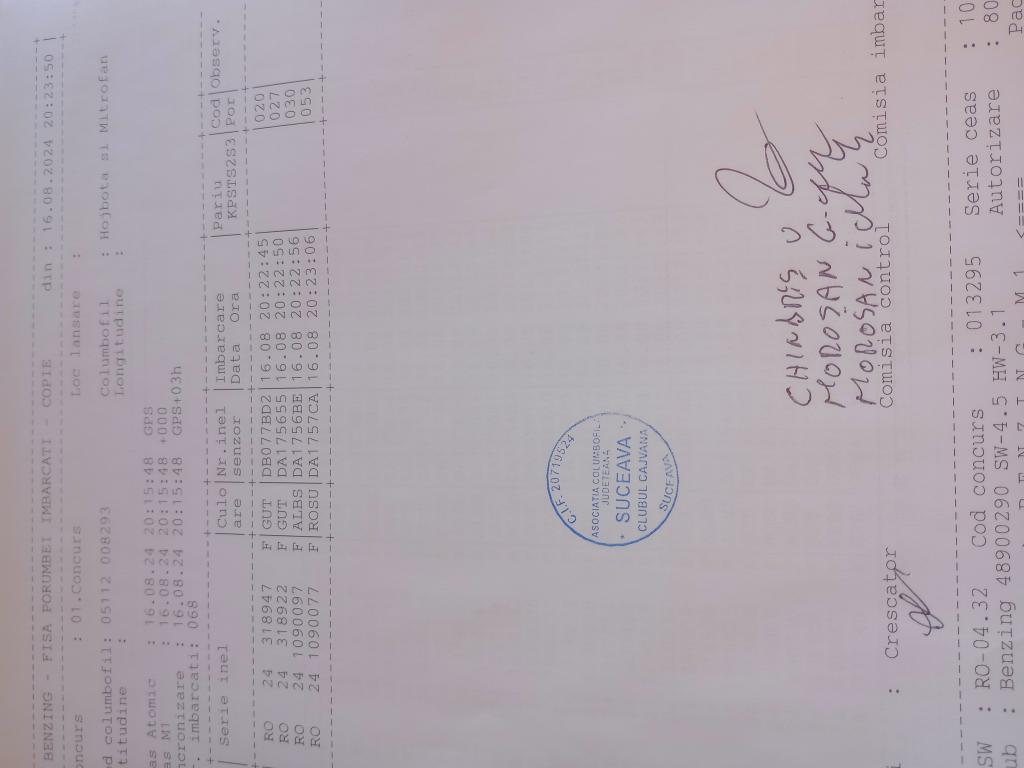 BENZING - FISA PORUMBEI IMBARCATI - COPIE din : 16.08.2024 20:23:50 |
oncurs : 01.Concurs Loc lansare :
d columbofil: 05112 008293 Columbofil : Hojbota si Mitrofan
titudine : Longitudine :
as Atomic : 16.08.24 20:15:48 GPS
as M1 : 16.08.24 20:15:48 +000
ncronizare : 16.08.24 20:15:48 GPS+03h
. imbarcati: 068
| Serie inel |Culo|Nr.inel |Imbarcare |Pariu |Cod|Observ.
|are |senzor |Data Ora | KPSTS2S3|Por|
RO 24 318947 F |GUT |DB077BD2|16.08 20:22:45| |020|
RO 24 318922 F |GUT |DA175655|16.08 20:22:50| |027|
RO 24 1090097 F |ALBS|DA1756BE|16.08 20:22:56| |030|
RO 24 1090077 F |ROSU|DA1757CA|16.08 20:23:06| |053|
C.I.F. 20719524
ASOCIATIA COLUMBOFILA
JUDETEANA
* SUCEAVA
CLUBUL CAJVANA
SUCEAVA
MOROSAN
MOROSAN
: Crescator Comisia control Comisia imbar
SW : RO-04.32 Cod concurs : 013295 Serie ceas : 10
ub : Benzing 48900290 SW-4.5 HW-3.1 Autorizare : 80
B E N Z I N G - M 1 <==== Pag